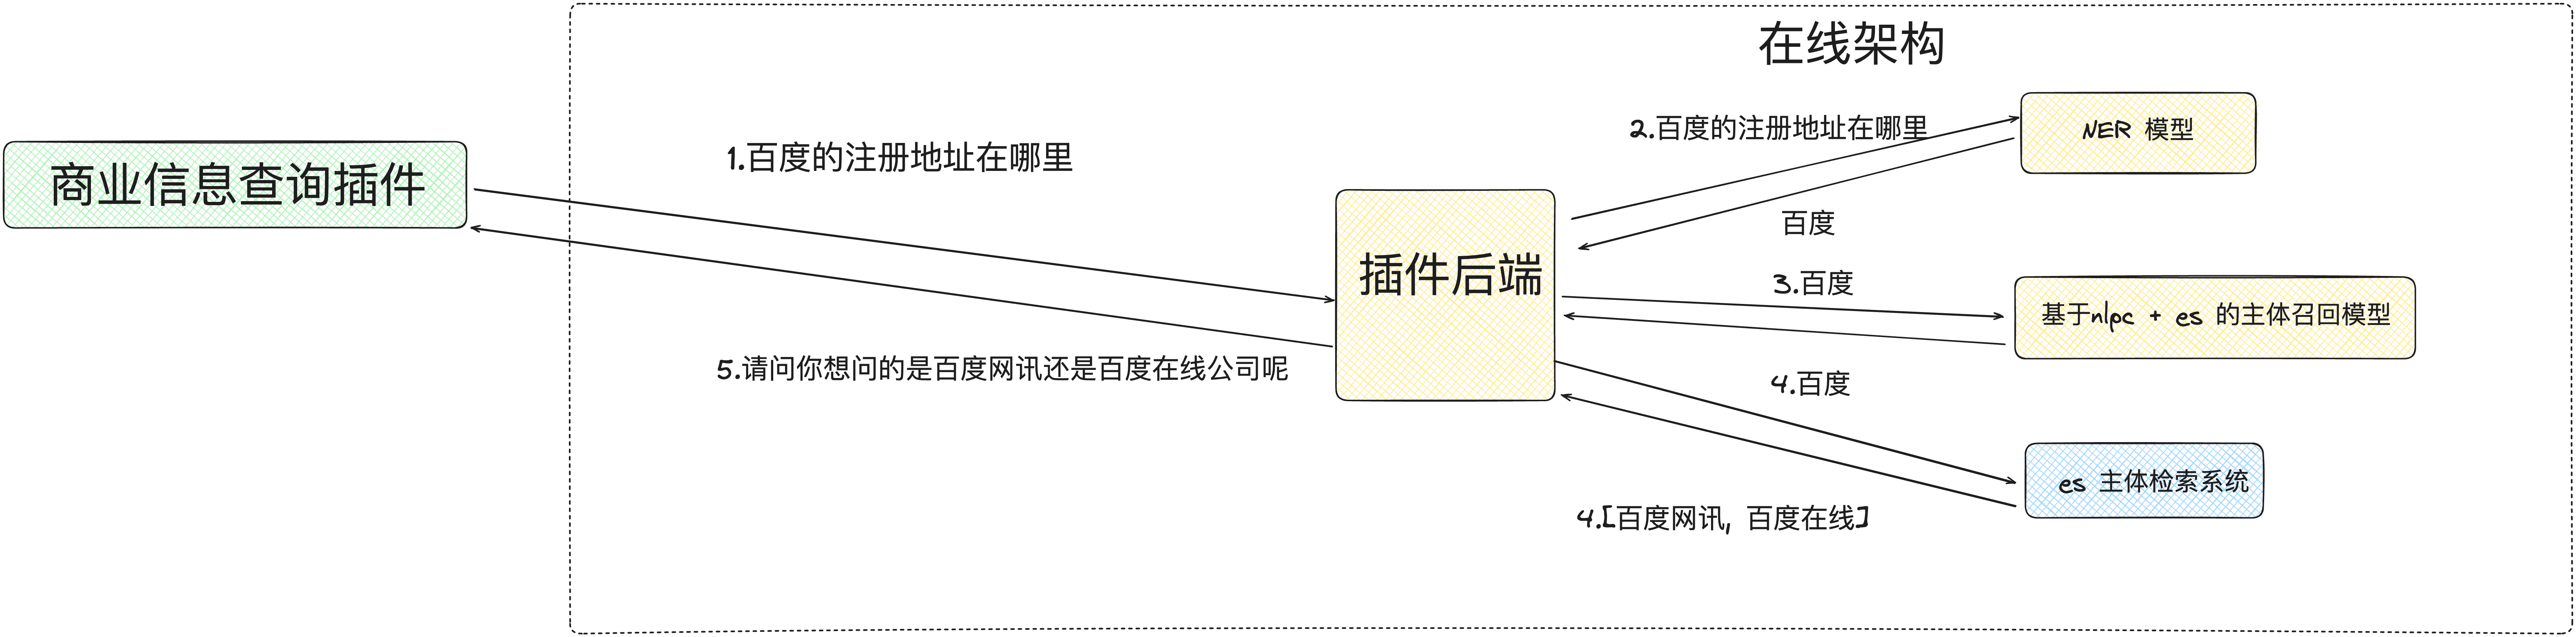 在线架构
商业信息查询插件
1.百度的注册地址在哪里
2.百度的注册地址在哪里
NER 模型
百度
插件后端
3.百度
基于nlpc + es 的主体召回模型
5.请问你想问的是百度网讯还是百度在线公司呢
4.百度
es 主体检索系统
4.[百度网讯, 百度在线]